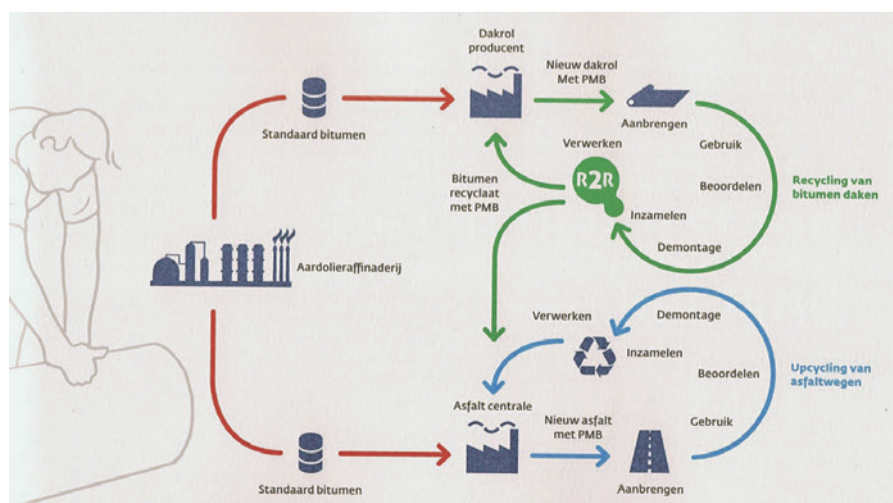 Dakrol
producent
Nieuw dakrol
Met PMB
Standaard bitumen
Aanbrengen
Verwerken
Gebruik
R2R
Bitumen
recyclaat
met PMB
Beoordelen
Recycling van
bitumen daken
Inzamelen
Demontage
Aardolieraffinaderij
Verwerken
Demontage
Inzamelen
Beoordelen
Upcycling van
asfaltwegen
Asfalt centrale
Nieuw asfalt
met PMB
Gebruik
Standaard bitumen
Aanbrengen